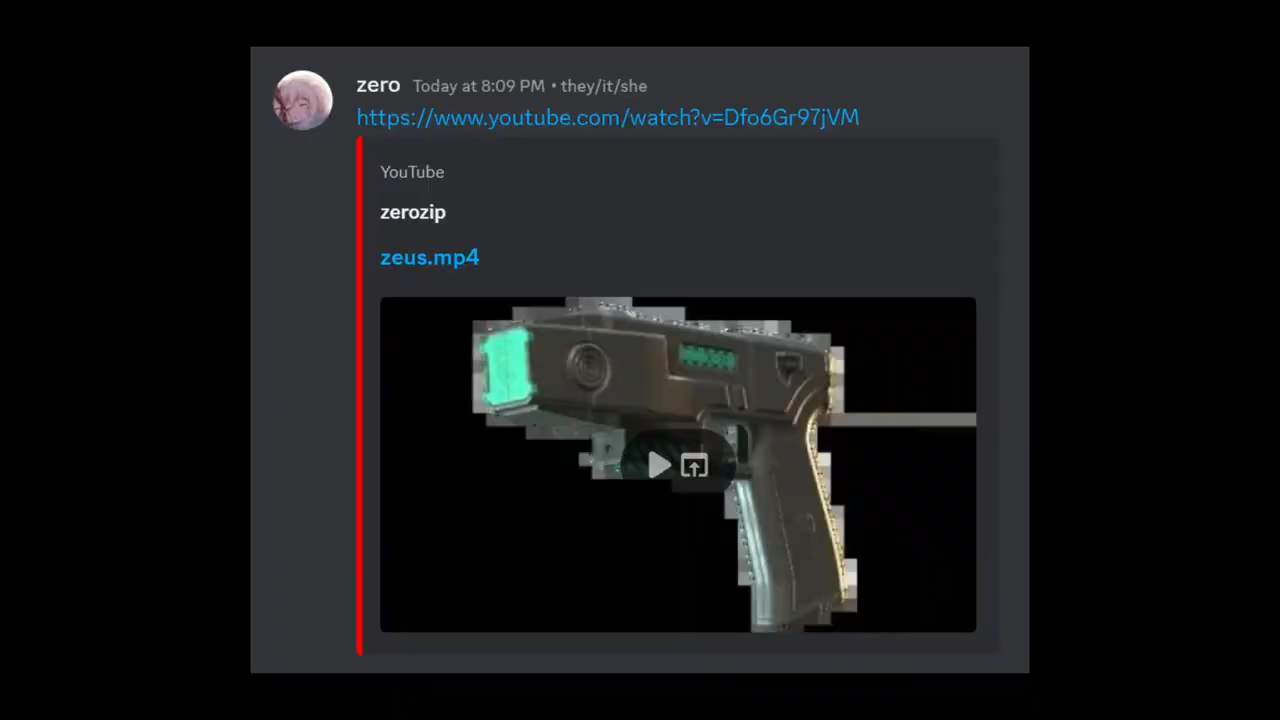 zero Today at 8:09 PM • they/it/she
https://www.youtube.com/watch?v=Dfo6Gr97jVM
YouTube
zerozip
zeus.mp4